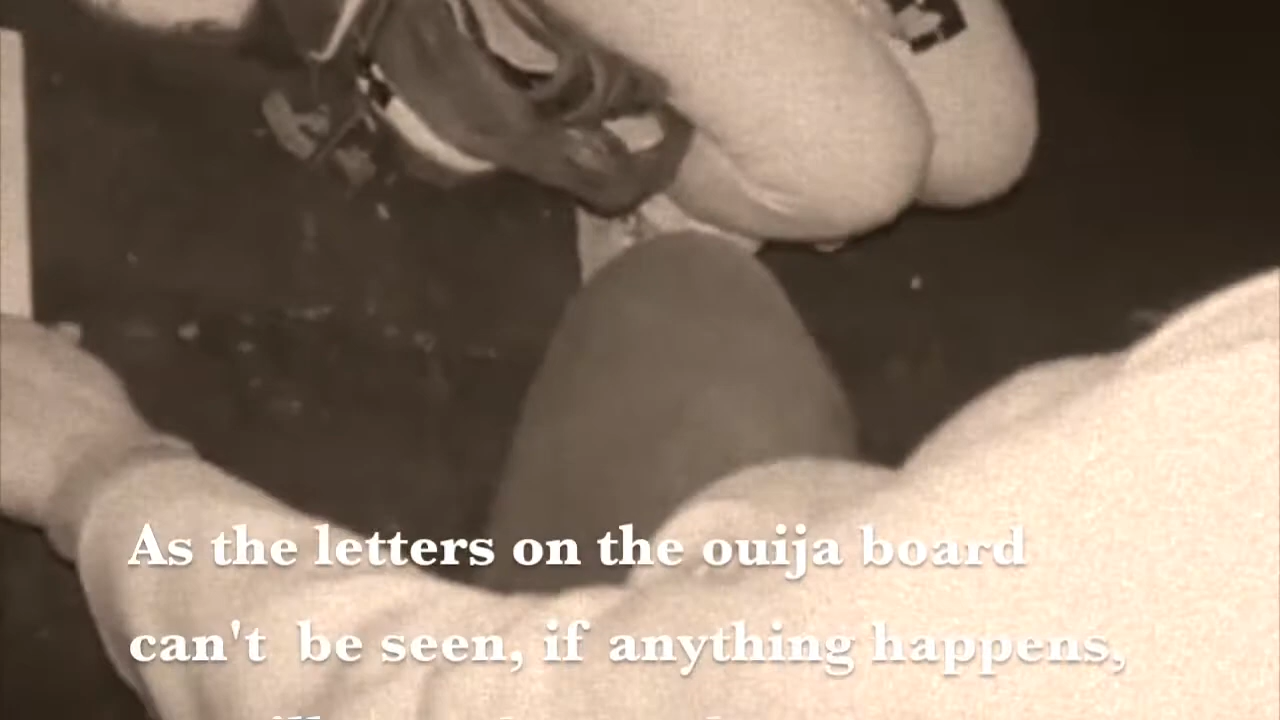 As the letters on the ouija board
can't be seen, if anything happens,